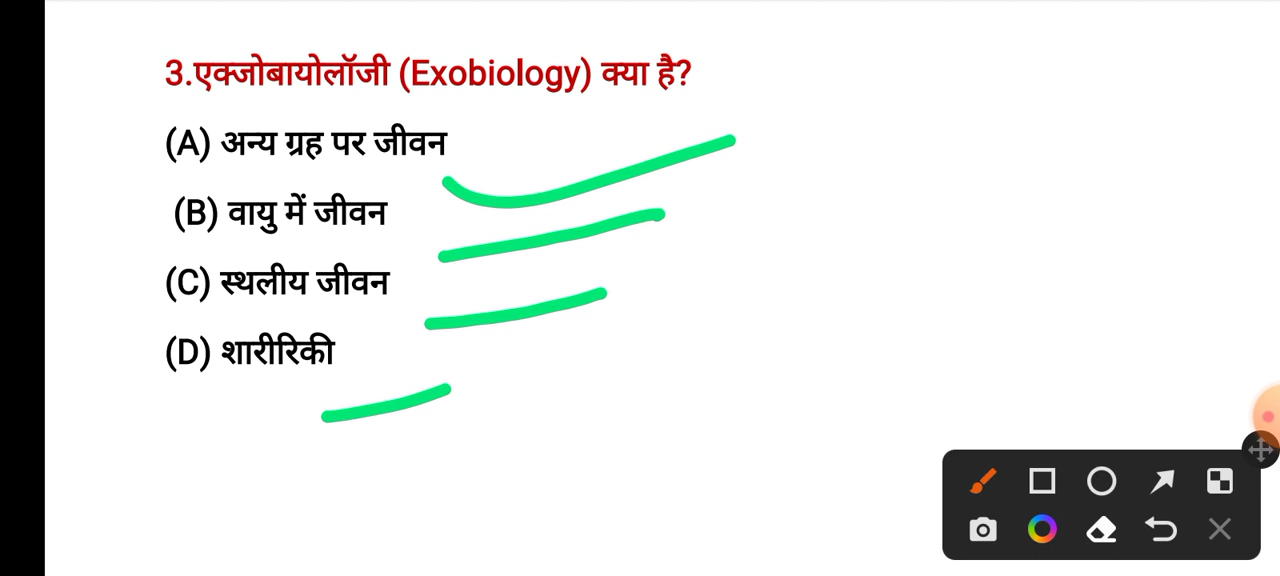 3.एक्जोबायोलॉजी (Exobiology) क्या है?
(A) अन्य ग्रह पर जीवन
(B) वायु में जीवन
(C) स्थलीय जीवन
(D) शारीरिकी